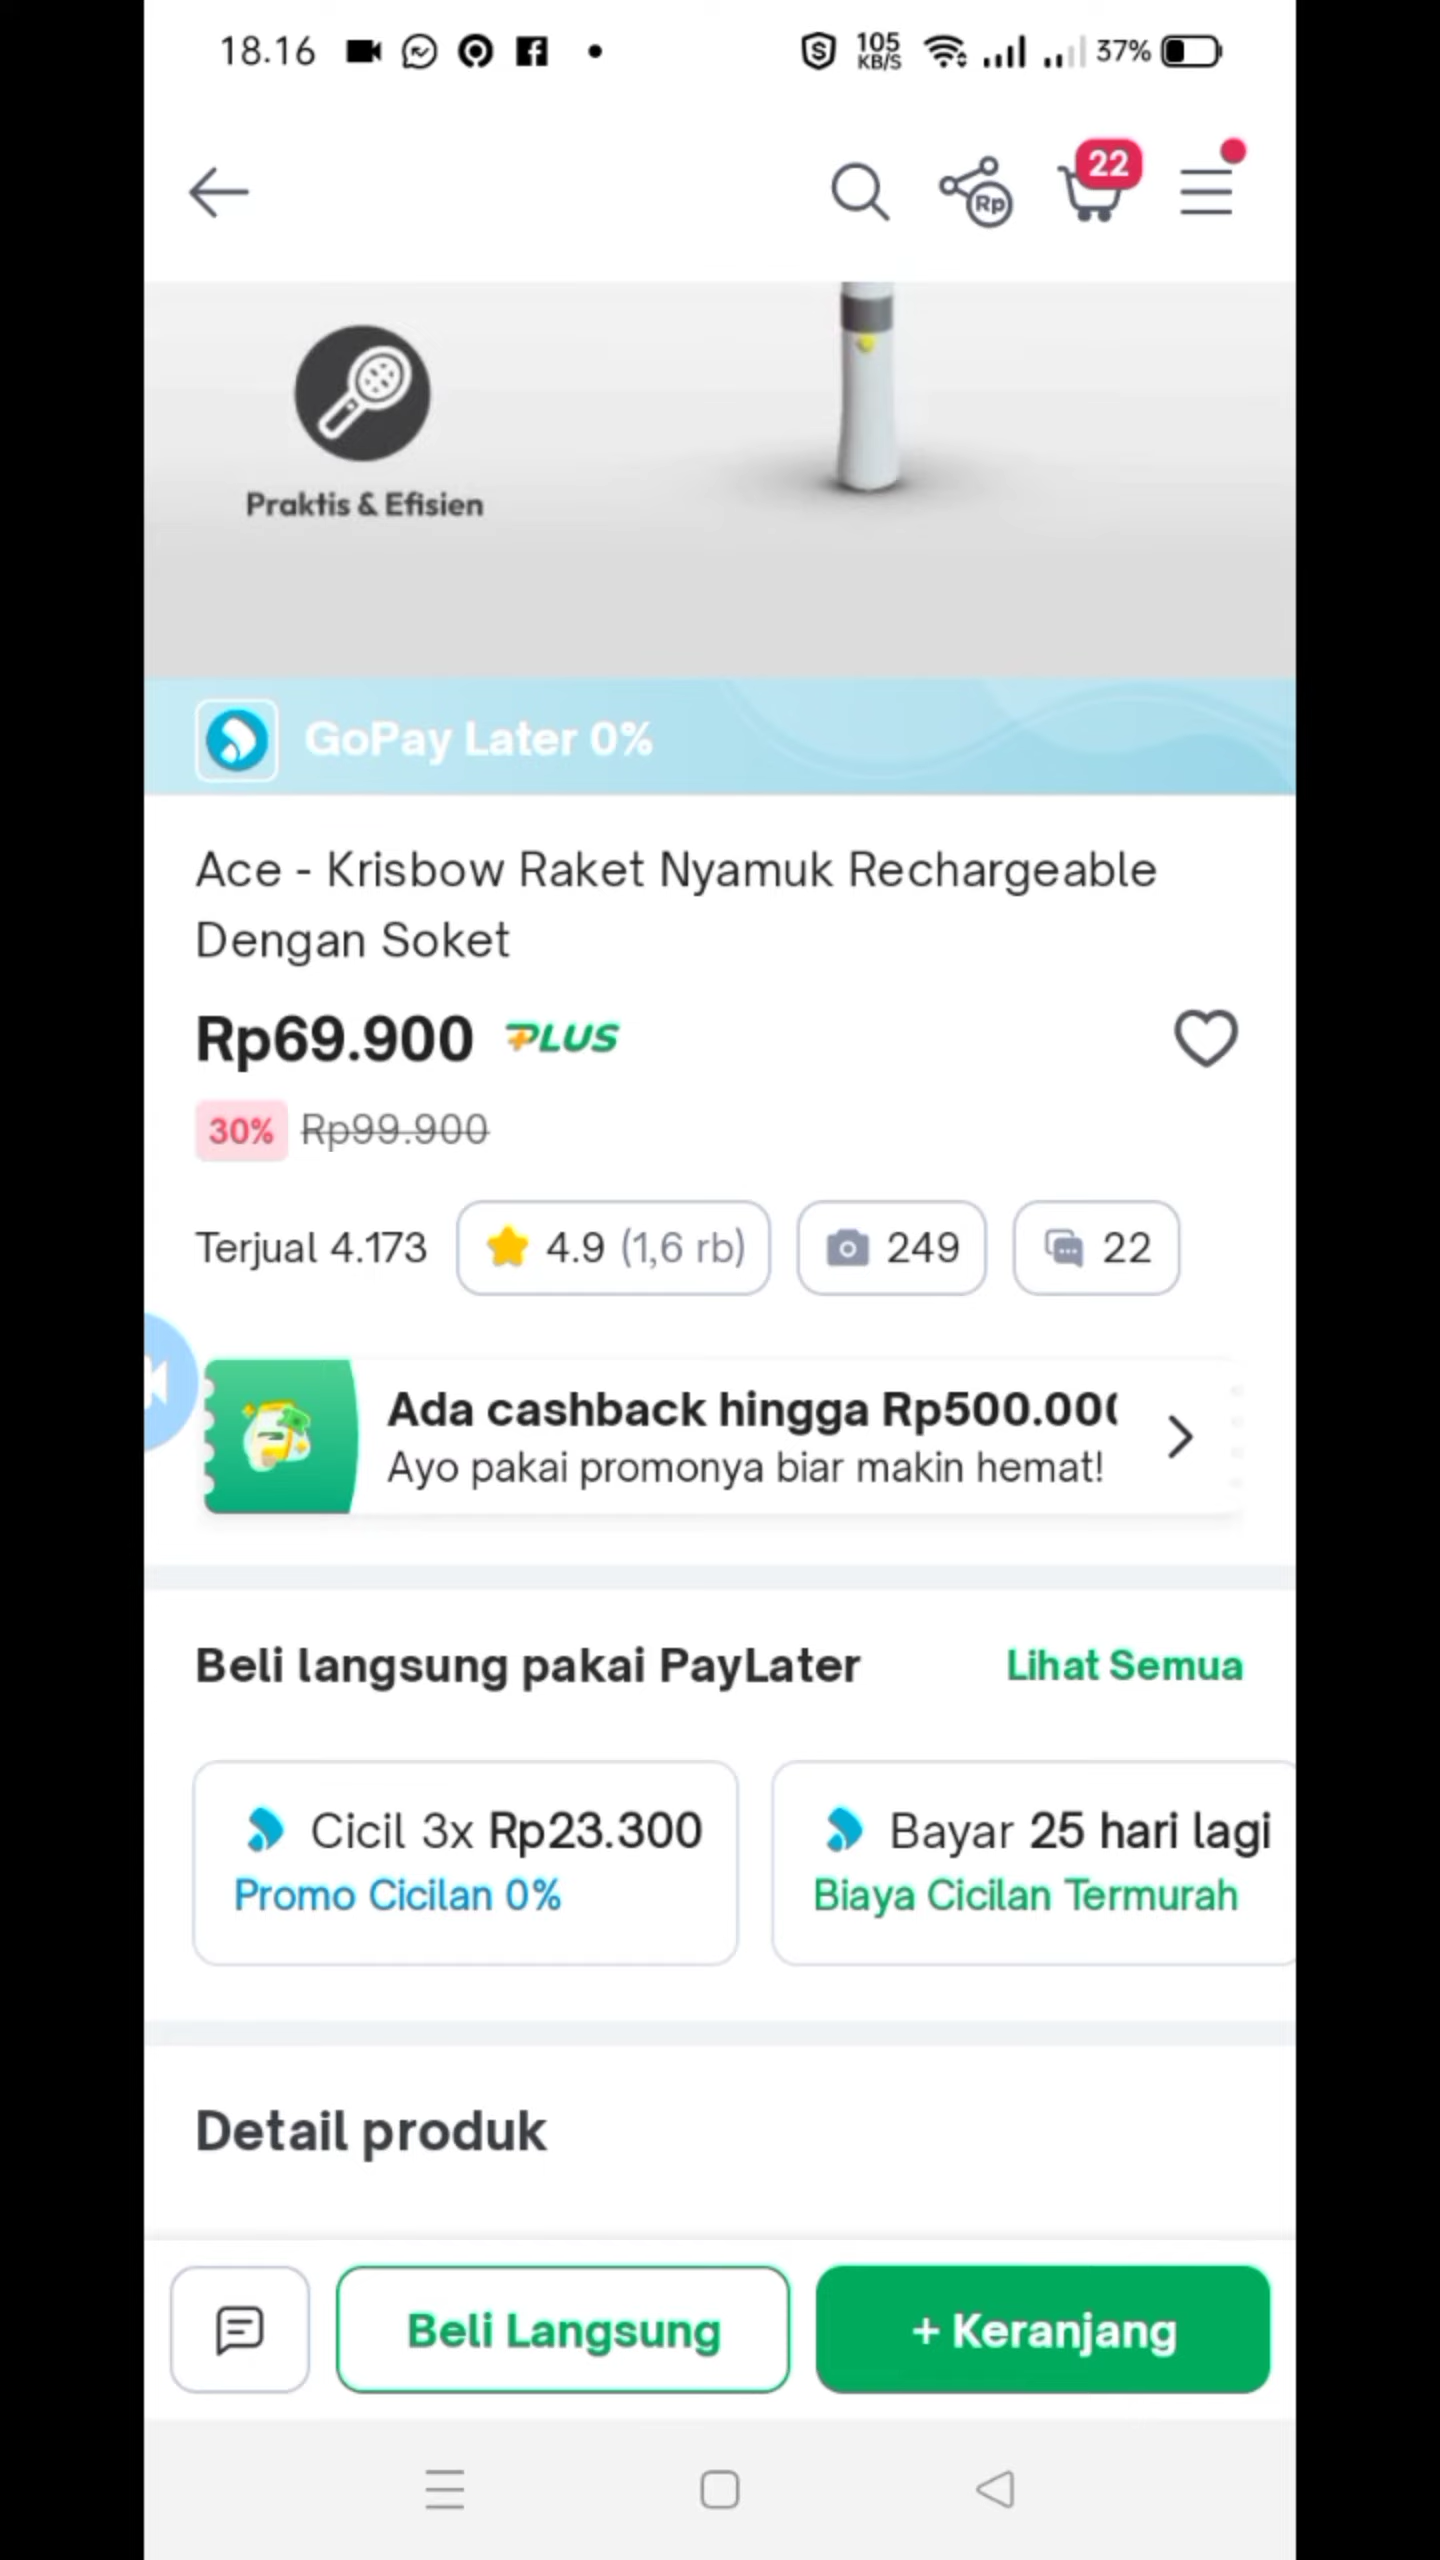 18.16
105
KB/S
37%
22
Rp
Praktis & Efisien
GoPay Later 0%
Ace - Krisbow Raket Nyamuk Rechargeable
Dengan Soket
Rp69.900 PLUS
30% Rp99.900
Terjual 4.173 4.9 (1,6 rb) 249 22
Ada cashback hingga Rp500.00
Ayo pakai promonya biar makin hemat!
Beli langsung pakai PayLater Lihat Semua
Cicil 3x Rp23.300
Promo Cicilan 0%
Bayar 25 hari lagi
Biaya Cicilan Termurah
Detail produk
Beli Langsung + Keranjang